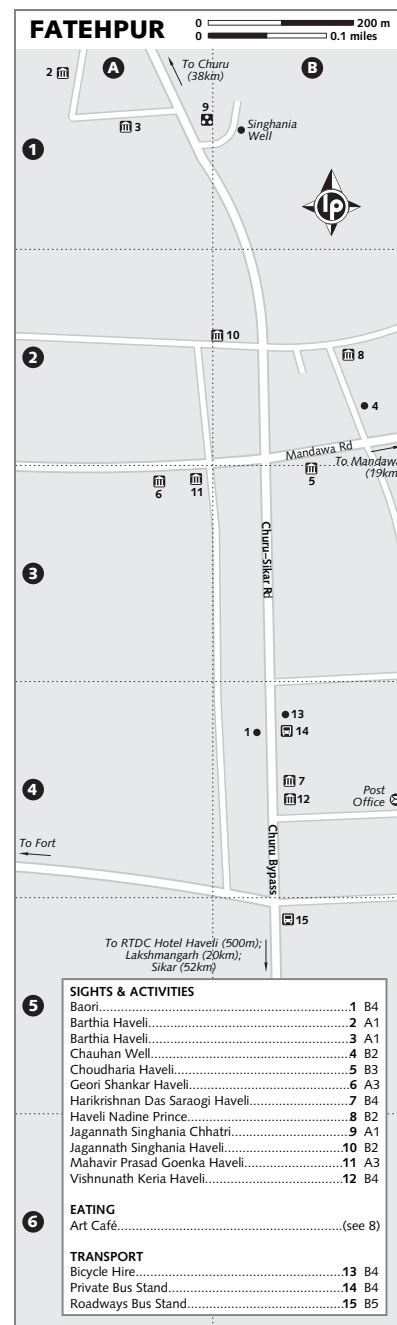 FATEHPUR
0 200 m
0 0.1 miles
A
B
To Churu
(38km)
2
9
3
Singhania
Well
1
lp
10
2
8
4
Mandawa Rd
To Mandawa
(19km
5
6
11
Churu–Sikar Rd
3
13
1
14
7
4
12
Post
Office
To Fort
Churu Bypass
15
To RTDC Hotel Haveli (500m);
Lakshmangarh (20km);
Sikar (52km)
5
SIGHTS & ACTIVITIES
Baori...1 B4
Barthia Haveli...2 A1
Barthia Haveli...3 A1
Chauhan Well...4 B2
Choudharia Haveli...5 B3
Geori Shankar Haveli...6 A3
Harikrishnan Das Saraogi Haveli...7 B4
Haveli Nadine Prince...8 B2
Jagannath Singhania Chhatri...9 A1
Jagannath Singhania Haveli...10 B2
Mahavir Prasad Goenka Haveli...11 A3
Vishnunath Keria Haveli...12 B4
6
EATING
Art Café...(see 8)
TRANSPORT
Bicycle Hire...13 B4
Private Bus Stand...14 B4
Roadways Bus Stand...15 B5